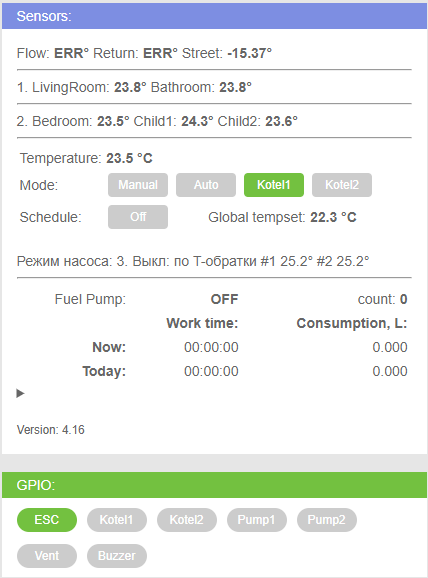 Sensors:
Flow: ERR° Return: ERR° Street: -15.37°
1. LivingRoom: 23.8° Bathroom: 23.8°
2. Bedroom: 23.5° Child1: 24.3° Child2: 23.6°
Temperature: 23.5 °C
Mode: Manual Auto Kotel1 Kotel2
Schedule: Off Global tempset: 22.3 °C
Режим насоса: 3. Выкл: по Т-обратки #1 25.2° #2 25.2°
Fuel Pump: OFF count: 0
Work time: Consumption, L:
Now: 00:00:00 0.000
Today: 00:00:00 0.000
Version: 4.16
GPIO:
ESC Kotel1 Kotel2 Pump1 Pump2
Vent Buzzer